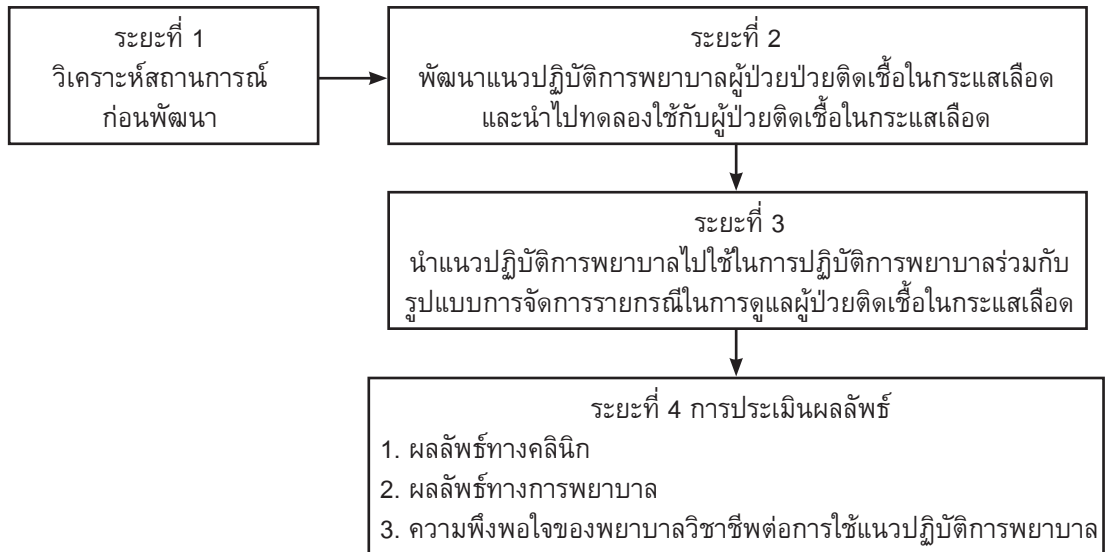 ระยะที่ 1
วิเคราะห์สถานการณ์
ก่อนพัฒนา
ระยะที่ 2
พัฒนาแนวปฏิบัติการพยาบาลผู้ป่วยป่วยติดเชื้อในกระแสเลือด
และนำไปทดลองใช้กับผู้ป่วยติดเชื้อในกระแสเลือด
ระยะที่ 3
นำแนวปฏิบัติการพยาบาลไปใช้ในการปฏิบัติการพยาบาลร่วมกับ
รูปแบบการจัดการรายกรณีในการดูแลผู้ป่วยติดเชื้อในกระแสเลือด
ระยะที่ 4 การประเมินผลลัพธ์
1. ผลลัพธ์ทางคลินิก
2. ผลลัพธ์ทางการพยาบาล
3. ความพึงพอใจของพยาบาลวิชาชีพต่อการใช้แนวปฏิบัติการพยาบาล